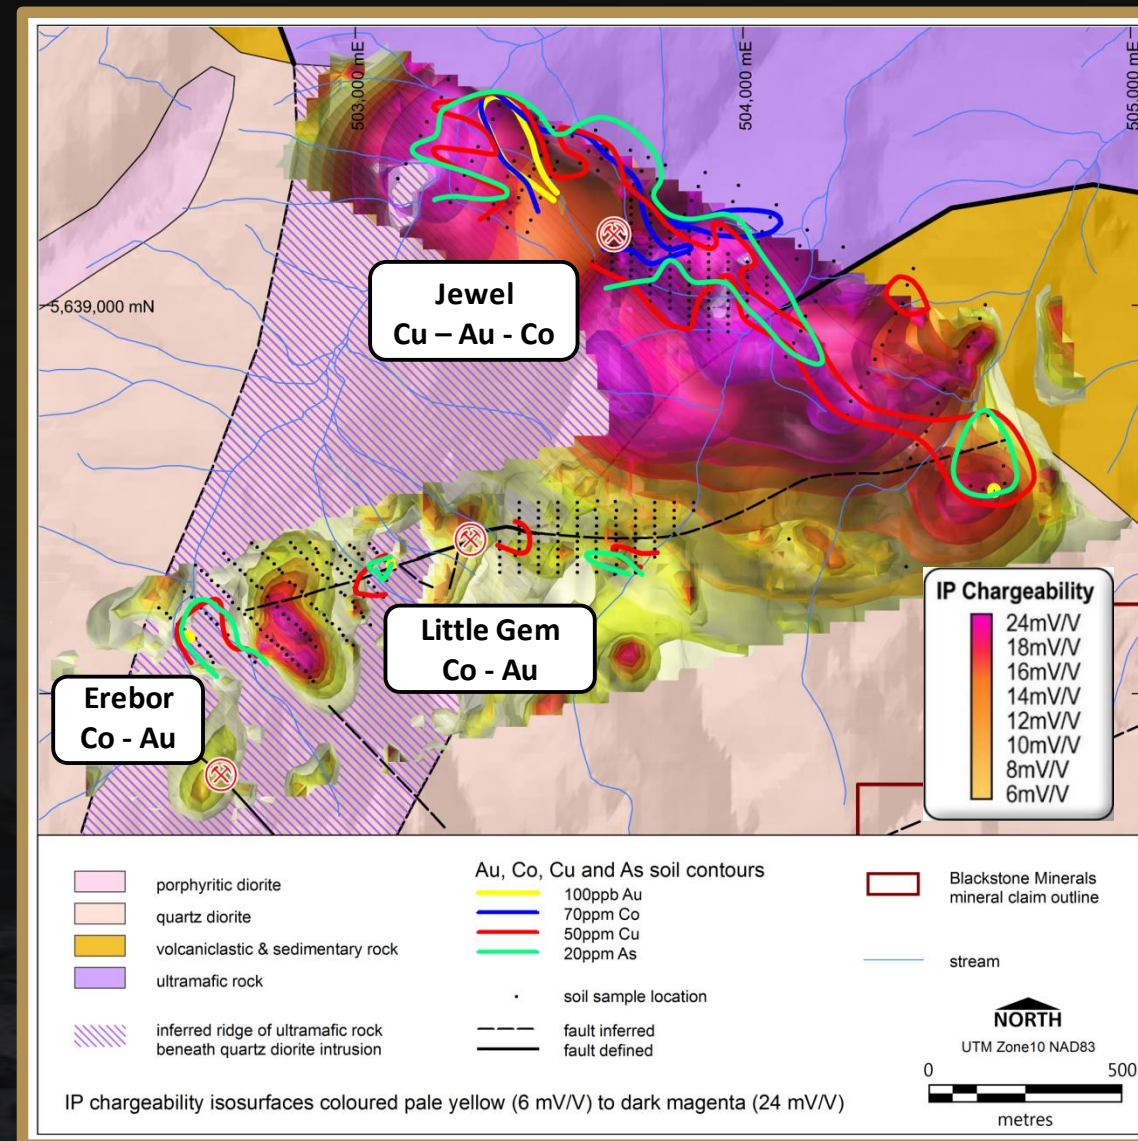 503,000 mE
504,000 mE
505,000 mE
5,639,000 mN
Jewel
Cu – Au - Co
Little Gem
Co - Au
Erebor
Co - Au
IP Chargeability
24mV/V
18mV/V
16mV/V
14mV/V
12mV/V
10mV/V
8mV/V
6mV/V
porphyritic diorite
quartz diorite
volcaniclastic & sedimentary rock
ultramafic rock
inferred ridge of ultramafic rock
beneath quartz diorite intrusion
Au, Co, Cu and As soil contours
100ppb Au
70ppm Co
50ppm Cu
20ppm As
soil sample location
fault inferred
fault defined
Blackstone Minerals
mineral claim outline
stream
NORTH
UTM Zone10 NAD83
0 500
metres
IP chargeability isosurfaces coloured pale yellow (6 mV/V) to dark magenta (24 mV/V)